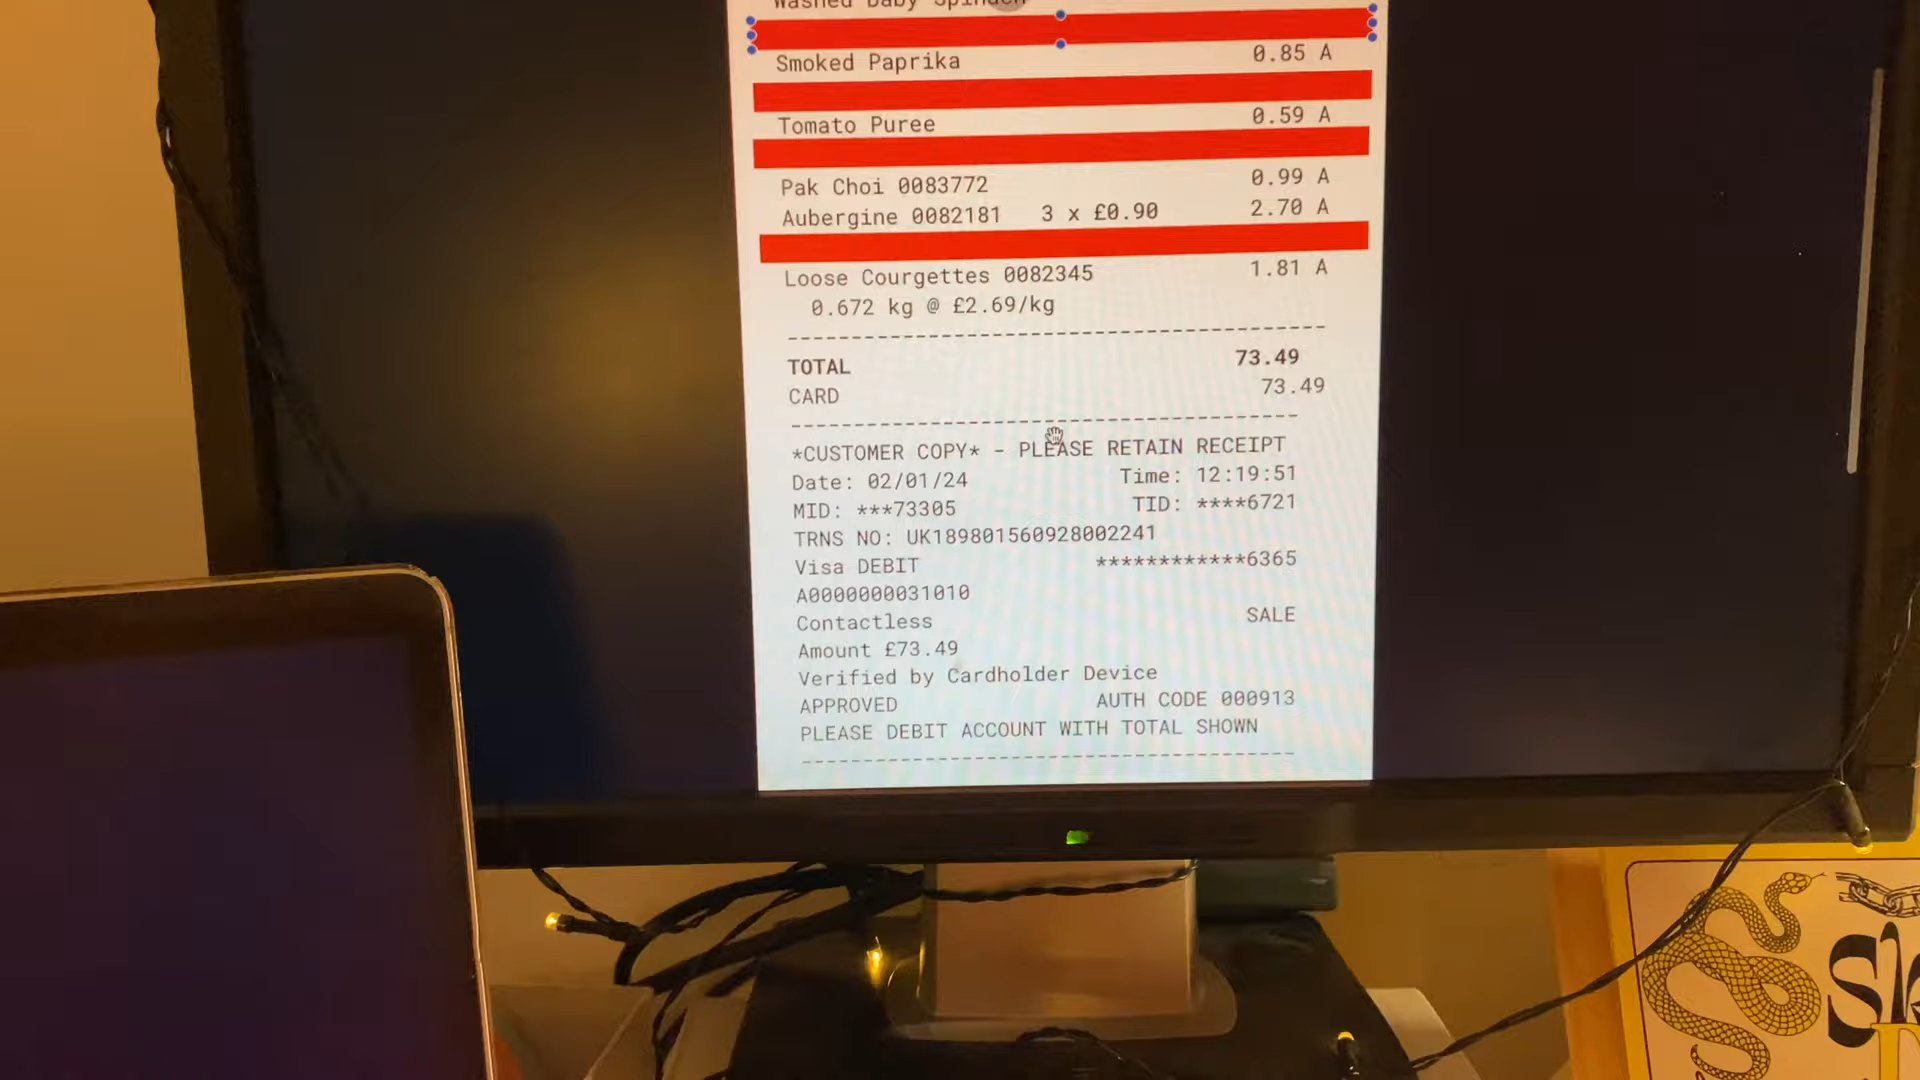 Washed Baby Spinach
Smoked Paprika 0.85 A
Tomato Puree 0.59 A
Pak Choi 0083772 0.99 A
Aubergine 0082181 3 x £0.90 2.70 A
Loose Courgettes 0082345 1.81 A
0.672 kg @ £2.69/kg
TOTAL 73.49
CARD 73.49
*CUSTOMER COPY* - PLEASE RETAIN RECEIPT
Date: 02/01/24 Time: 12:19:51
MID: ***73305 TID: ****6721
TRNS NO: UK189801560928002241
Visa DEBIT ************6365
A0000000031010
Contactless SALE
Amount £73.49
Verified by Cardholder Device
APPROVED AUTH CODE 000913
PLEASE DEBIT ACCOUNT WITH TOTAL SHOWN